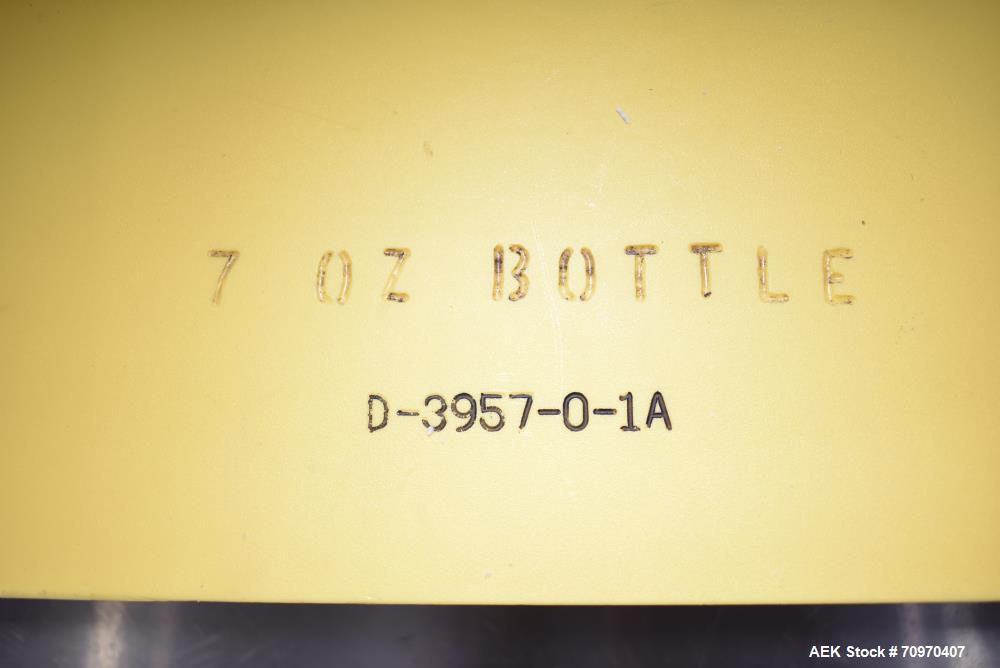 7 OZ BOTTLE
D-3957-0-1A
AEK Stock # 70970407